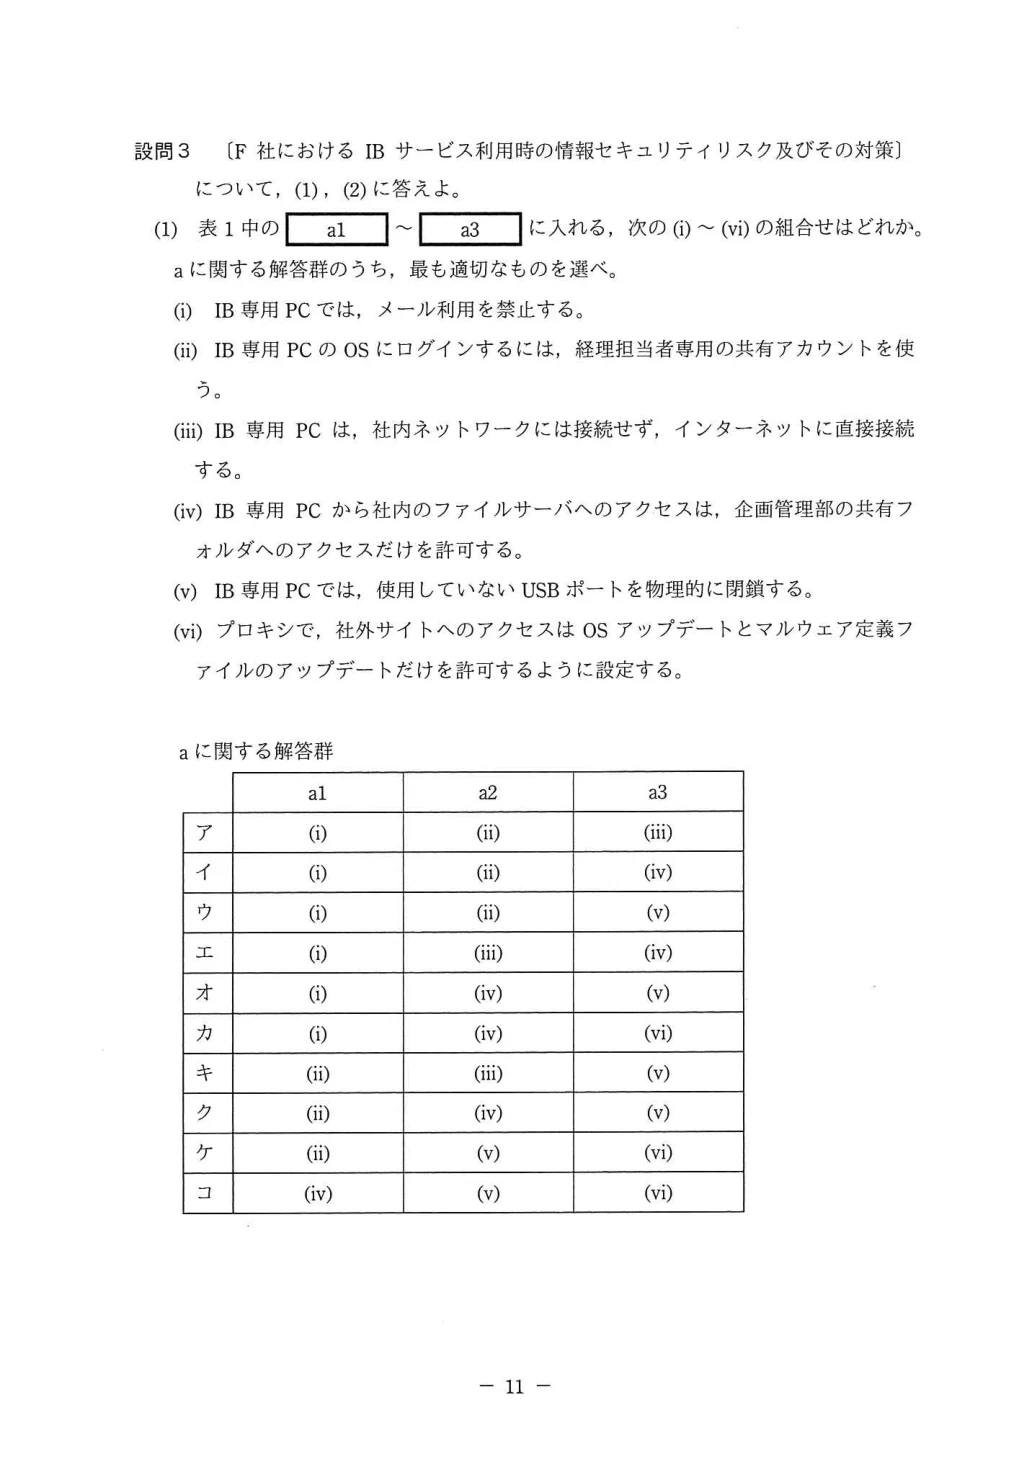 設問3 〔F 社における IB サービス利用時の情報セキュリティリスク及びその対策〕
について，(1)，(2) に答えよ。
(1) 表 1 中の a1 ～ a3 に入れる，次の (i) ～ (vi) の組合せはどれか。
a に関する解答群のうち，最も適切なものを選べ。
(i) IB 専用 PC では，メール利用を禁止する。
(ii) IB 専用 PC の OS にログインするには，経理担当者専用の共有アカウントを使
う。
(iii) IB 専用 PC は，社内ネットワークには接続せず，インターネットに直接接続
する。
(iv) IB 専用 PC から社内のファイルサーバへのアクセスは，企画管理部の共有フ
ォルダへのアクセスだけを許可する。
(v) IB 専用 PC では，使用していない USB ポートを物理的に閉鎖する。
(vi) プロキシで，社外サイトへのアクセスは OS アップデートとマルウェア定義フ
ァイルのアップデートだけを許可するように設定する。
a に関する解答群
a1 a2 a3
ア (i) (ii) (iii)
イ (i) (ii) (iv)
ウ (i) (ii) (v)
エ (i) (iii) (iv)
オ (i) (iv) (v)
カ (i) (iv) (vi)
キ (ii) (iii) (v)
ク (ii) (iv) (v)
ケ (ii) (v) (vi)
コ (iv) (v) (vi)
－ 11 －